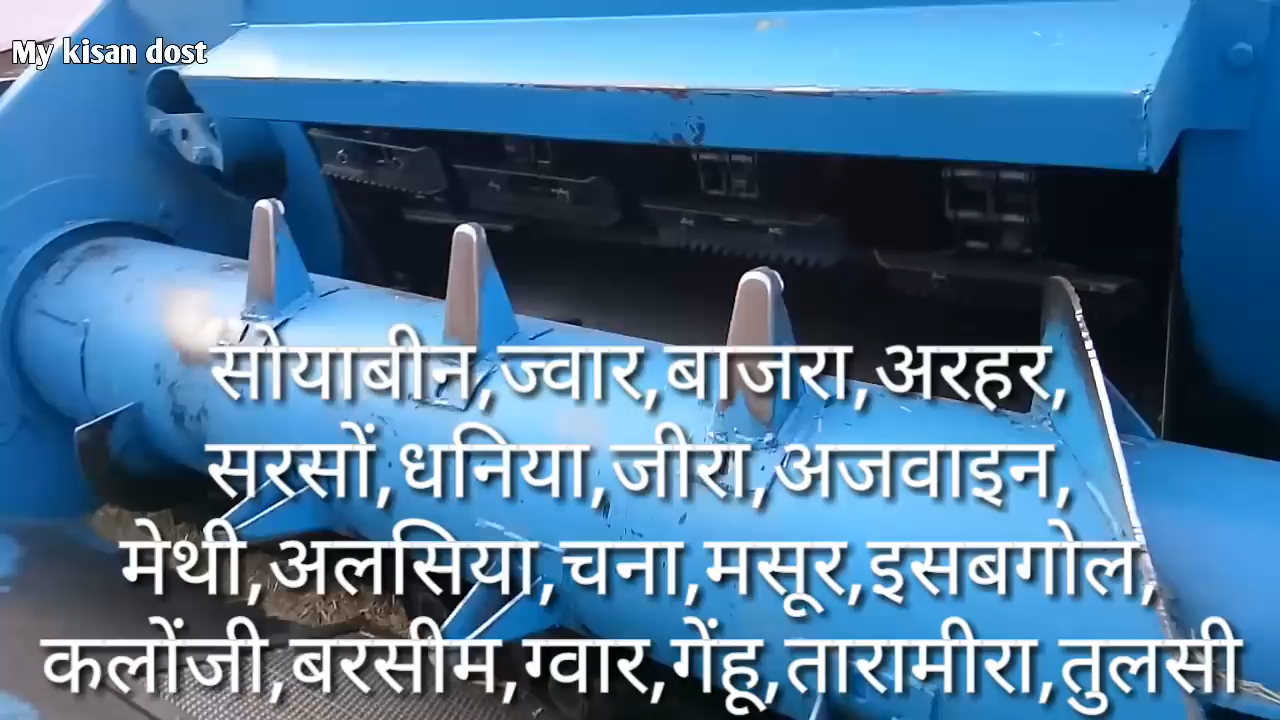 My kisan dost
सोयाबीन,ज्वार,बाजरा,अरहर,
सरसों,धनिया,जीरा,अजवाइन,
मेथी,अलसिया,चना,मसूर,इसबगोल,
कलोंजी,बरसीम,ग्वार,गेंहू,तारामीरा,तुलसी